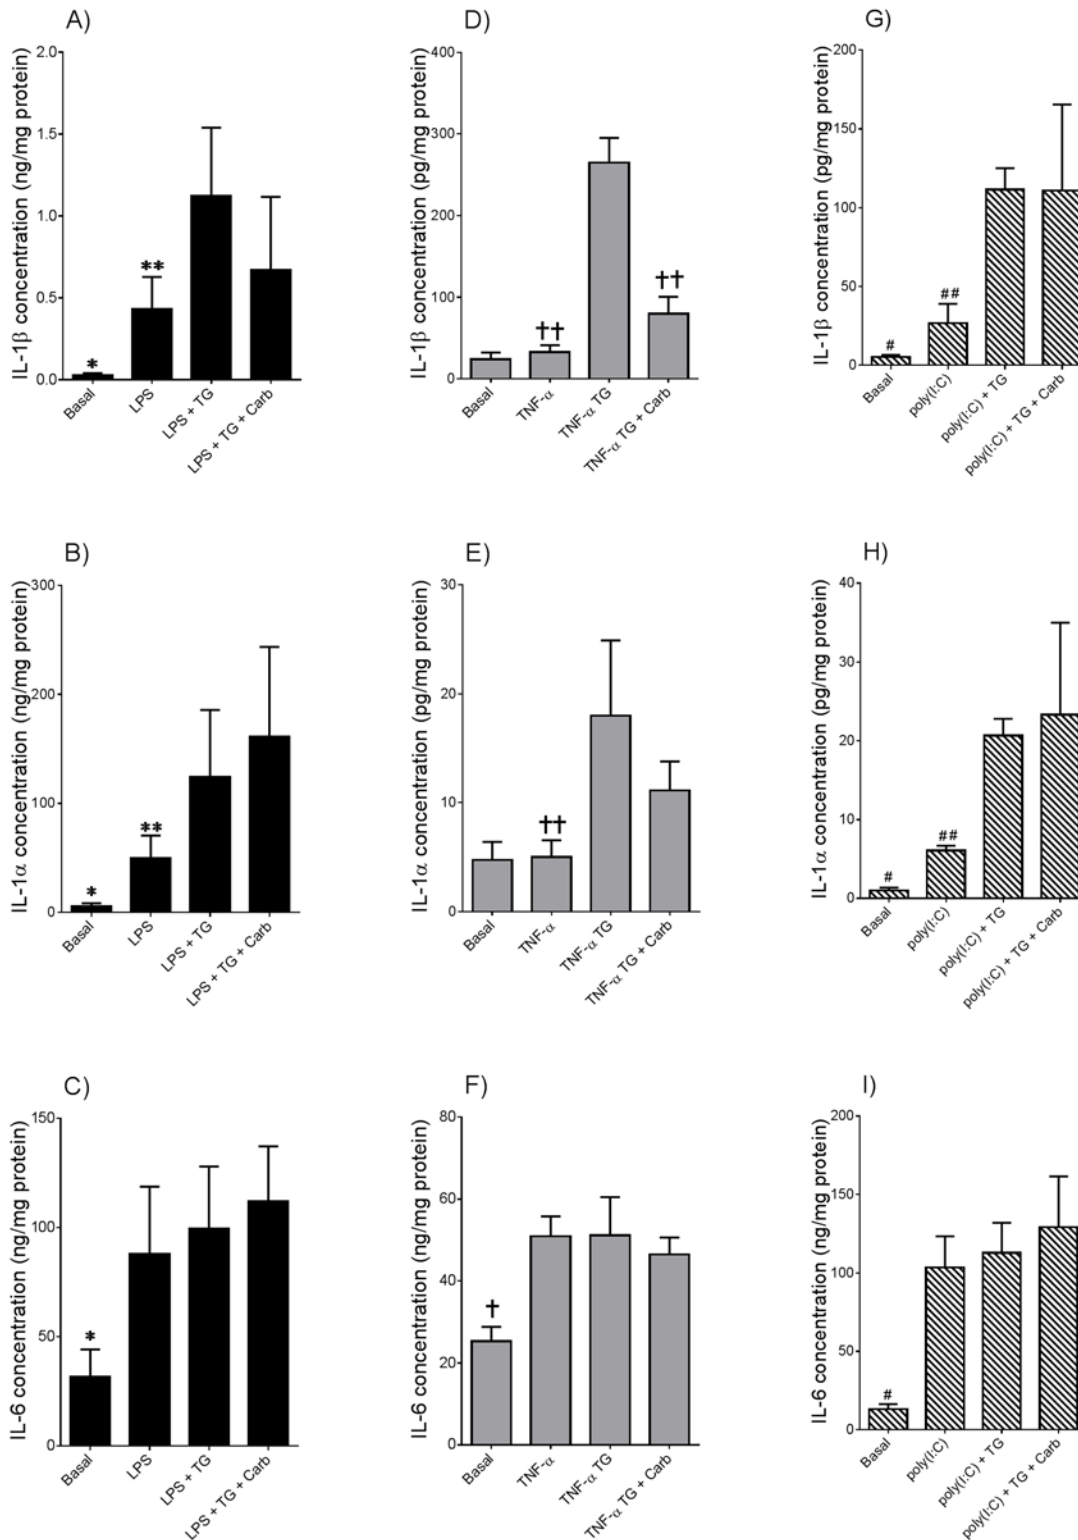 A)
IL-1β concentration (ng/mg protein)
2.0
1.5
1.0
0.5
0.0
*
**
Basal
LPS
LPS + TG
LPS + TG + Carb
D)
IL-1β concentration (pg/mg protein)
400
300
200
100
0
††
††
Basal
TNF-α
TNF-α TG
TNF-α TG + Carb
G)
IL-1β concentration (pg/mg protein)
200
150
100
50
0
#
##
Basal
poly(I:C)
poly(I:C) + TG
poly(I:C) + TG + Carb
B)
IL-1α concentration (ng/mg protein)
300
200
100
0
*
**
Basal
LPS
LPS + TG
LPS + TG + Carb
E)
IL-1α concentration (pg/mg protein)
30
20
10
0
††
Basal
TNF-α
TNF-α TG
TNF-α TG + Carb
H)
IL-1α concentration (pg/mg protein)
40
30
20
10
0
#
##
Basal
poly(I:C)
poly(I:C) + TG
poly(I:C) + TG + Carb
C)
IL-6 concentration (ng/mg protein)
150
100
50
0
*
Basal
LPS
LPS + TG
LPS + TG + Carb
F)
IL-6 concentration (ng/mg protein)
80
60
40
20
0
†
Basal
TNF-α
TNF-α TG
TNF-α TG + Carb
I)
IL-6 concentration (ng/mg protein)
200
150
100
50
0
#
Basal
poly(I:C)
poly(I:C) + TG
poly(I:C) + TG + Carb